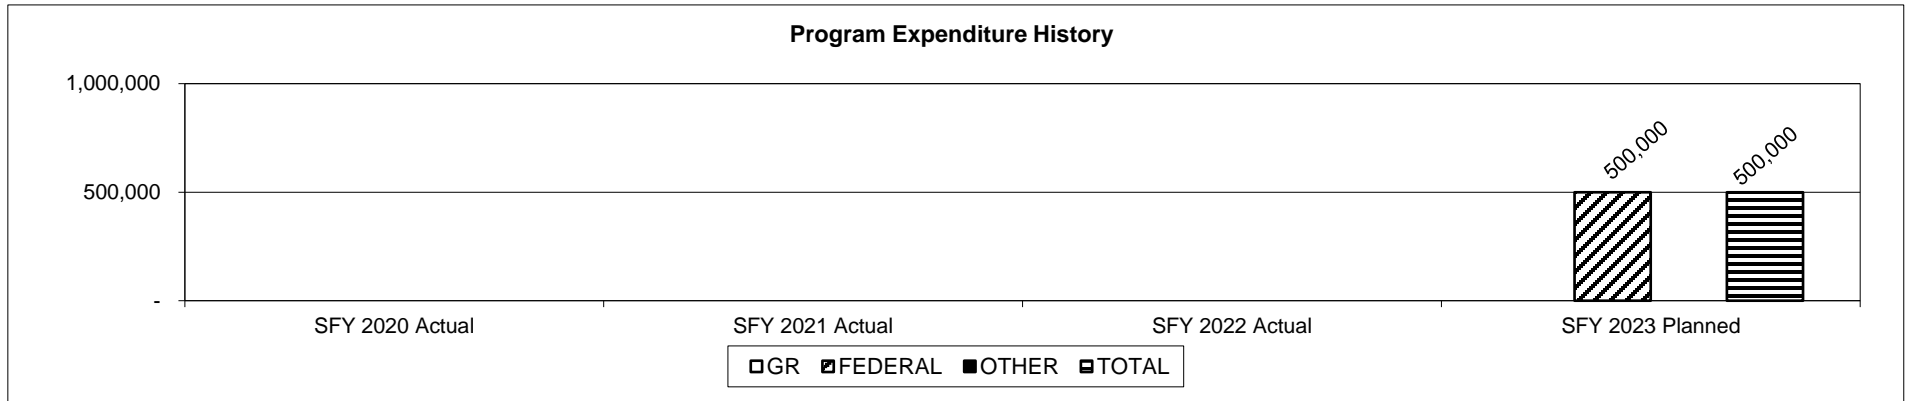 Program Expenditure History
1,000,000
500,000
-
500,000
500,000
SFY 2020 Actual
SFY 2021 Actual
SFY 2022 Actual
SFY 2023 Planned
GR FEDERAL OTHER TOTAL